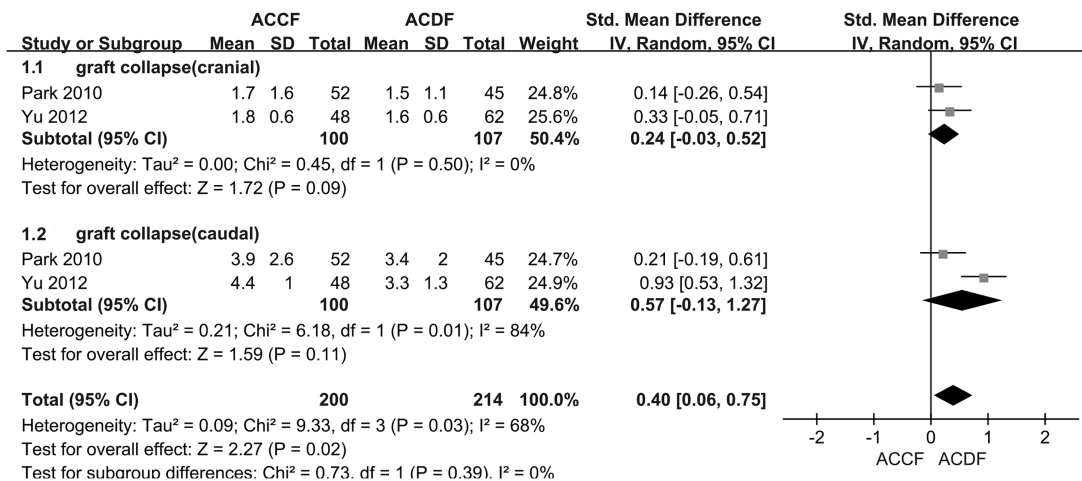 ACCF ACDF Std. Mean Difference Std. Mean Difference
Study or Subgroup Mean SD Total Mean SD Total Weight IV, Random, 95% CI IV, Random, 95% CI
1.1 graft collapse(cranial)
Park 2010 1.7 1.6 52 1.5 1.1 45 24.8% 0.14 [-0.26, 0.54]
Yu 2012 1.8 0.6 48 1.6 0.6 62 25.6% 0.33 [-0.05, 0.71]
Subtotal (95% CI) 100 107 50.4% 0.24 [-0.03, 0.52]
Heterogeneity: Tau² = 0.00; Chi² = 0.45, df = 1 (P = 0.50); I² = 0%
Test for overall effect: Z = 1.72 (P = 0.09)
1.2 graft collapse(caudal)
Park 2010 3.9 2.6 52 3.4 2 45 24.7% 0.21 [-0.19, 0.61]
Yu 2012 4.4 1 48 3.3 1.3 62 24.9% 0.93 [0.53, 1.32]
Subtotal (95% CI) 100 107 49.6% 0.57 [-0.13, 1.27]
Heterogeneity: Tau² = 0.21; Chi² = 6.18, df = 1 (P = 0.01); I² = 84%
Test for overall effect: Z = 1.59 (P = 0.11)
Total (95% CI) 200 214 100.0% 0.40 [0.06, 0.75]
Heterogeneity: Tau² = 0.09; Chi² = 9.33, df = 3 (P = 0.03); I² = 68%
Test for overall effect: Z = 2.27 (P = 0.02)
Test for subgroup differences: Chi² = 0.73, df = 1 (P = 0.39), I² = 0%
-2 -1 0 1 2
ACCF ACDF